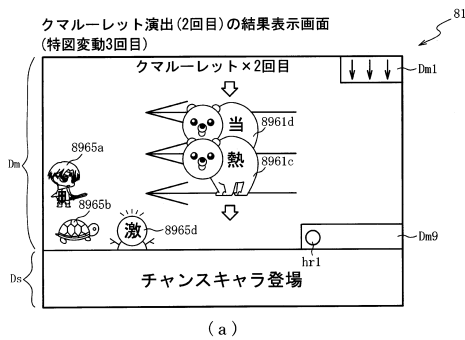 クマルーレット演出(2回目)の結果表示画面
(特図変動3回目)
81
クマルーレット×2回目
Dm1
当
8961d
熱
8961c
Dm
8965a
8965b
激
8965d
Dm9
hr1
Ds
チャンスキャラ登場
(a)